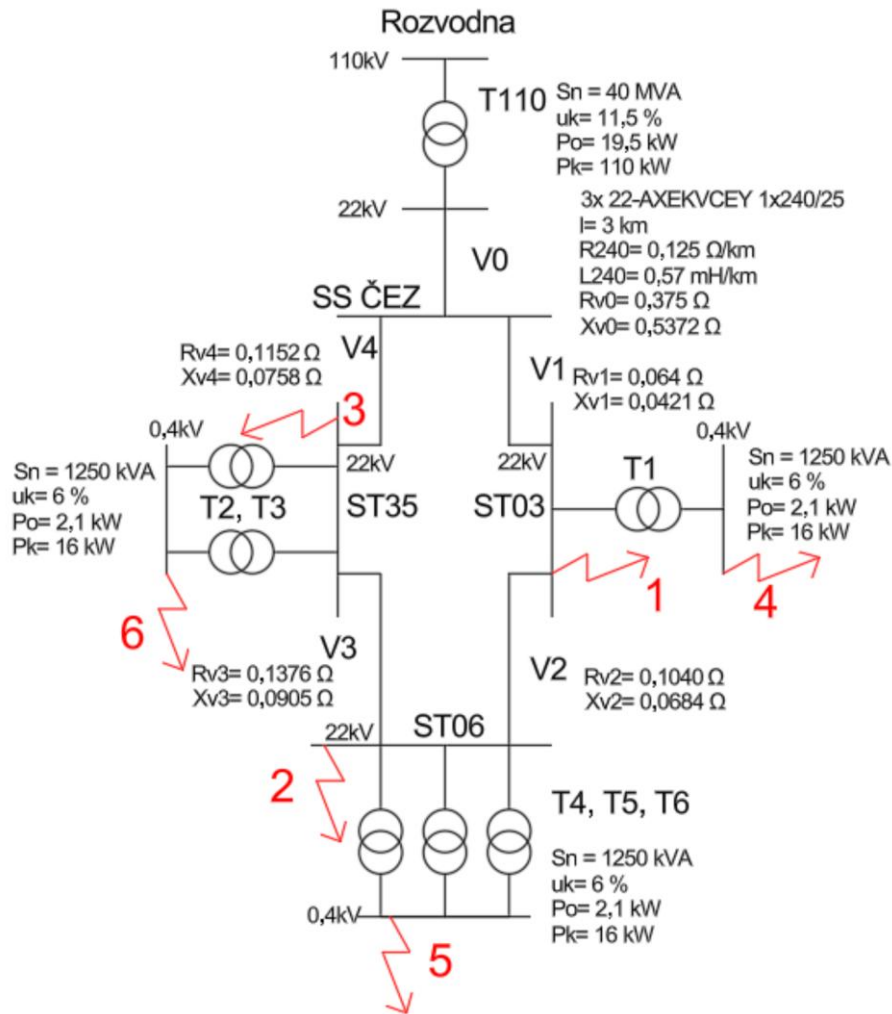 Rozvodna
110kV
T110
Sn = 40 MVA
uk= 11,5 %
Po= 19,5 kW
Pk= 110 kW
22kV
3x 22-AXEKVCEY 1x240/25
l= 3 km
R240= 0,125 Ω/km
L240= 0,57 mH/km
Rv0= 0,375 Ω
Xv0= 0,5372 Ω
V0
SS ČEZ
Rv4= 0,1152 Ω
Xv4= 0,0758 Ω
V4
V1
Rv1= 0,064 Ω
Xv1= 0,0421 Ω
3
0,4kV
22kV
22kV
0,4kV
Sn = 1250 kVA
uk= 6 %
Po= 2,1 kW
Pk= 16 kW
T2, T3
ST35
ST03
T1
Sn = 1250 kVA
uk= 6 %
Po= 2,1 kW
Pk= 16 kW
1
4
6
V3
Rv3= 0,1376 Ω
Xv3= 0,0905 Ω
V2
Rv2= 0,1040 Ω
Xv2= 0,0684 Ω
22kV
ST06
2
T4, T5, T6
Sn = 1250 kVA
uk= 6 %
Po= 2,1 kW
Pk= 16 kW
0,4kV
5